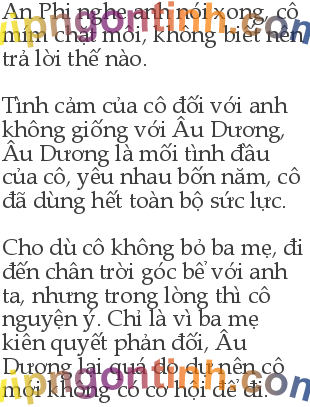 An Phi nghe anh nói xong, cô
mím chặt môi, không biết nên
trả lời thế nào.
Tình cảm của cô đối với anh
không giống với Âu Dương,
Âu Dương là mối tình đầu
của cô, yêu nhau bốn năm, cô
đã dùng hết toàn bộ sức lực.
Cho dù cô không bỏ ba mẹ, đi
đến chân trời góc bể với anh
ta, nhưng trong lòng thì cô
nguyện ý. Chỉ là vì ba mẹ
kiên quyết phản đối, Âu
Dương lại quá do dự nên cô
mới không có cơ hội để đi.